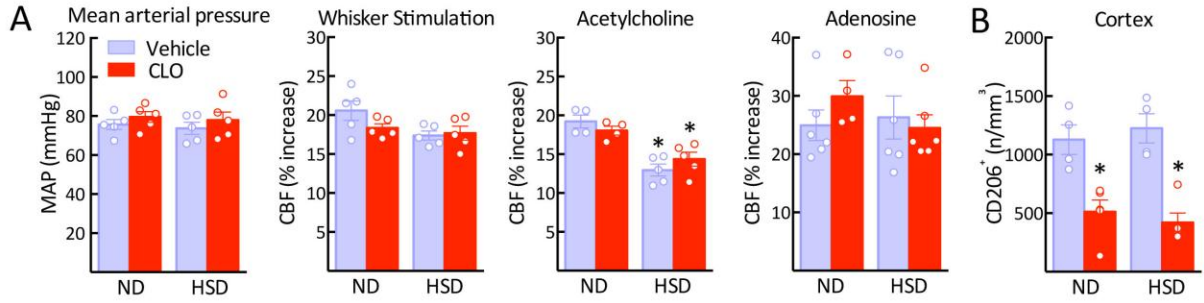 A
Mean arterial pressure
MAP (mmHg)
120
100
80
60
40
20
Vehicle
CLO
ND HSD
Whisker Stimulation
CBF (% increase)
30
25
20
15
10
5
ND HSD
Acetylcholine
CBF (% increase)
30
25
20
15
10
5
* *
ND HSD
Adenosine
CBF (% increase)
40
30
20
10
ND HSD
B
Cortex
CD206⁺ (n/mm³)
2000
1500
1000
500
* *
ND HSD